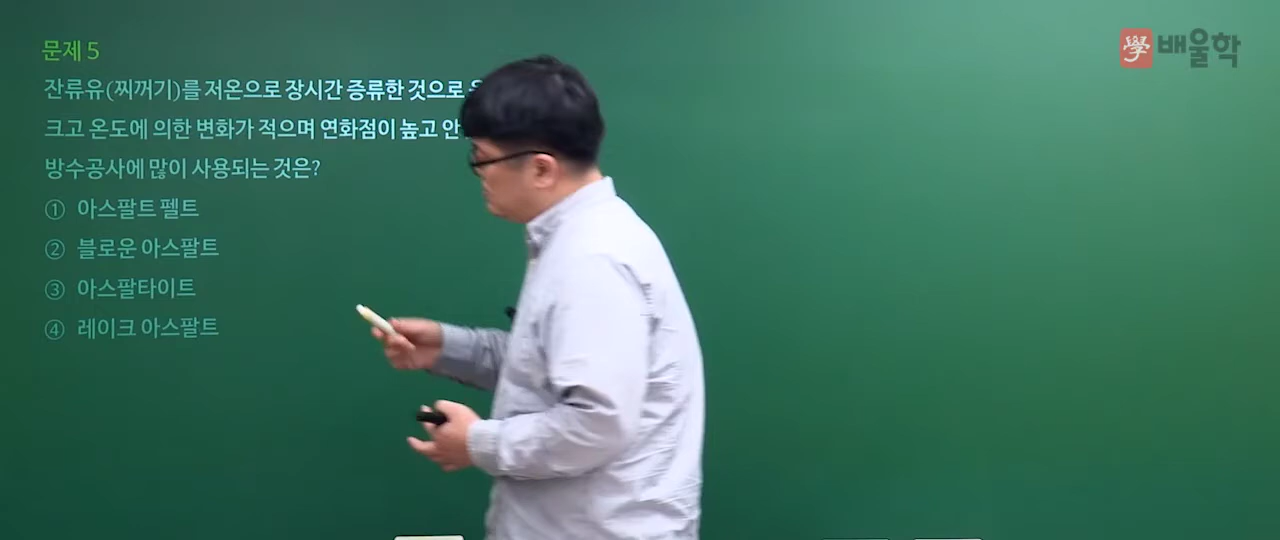 문제 5
學 배울학
잔류유(찌꺼기)를 저온으로 장시간 증류한 것으로
크고 온도에 의한 변화가 적으며 연화점이 높고 안
방수공사에 많이 사용되는 것은?
① 아스팔트 펠트
② 블로운 아스팔트
③ 아스팔타이트
④ 레이크 아스팔트